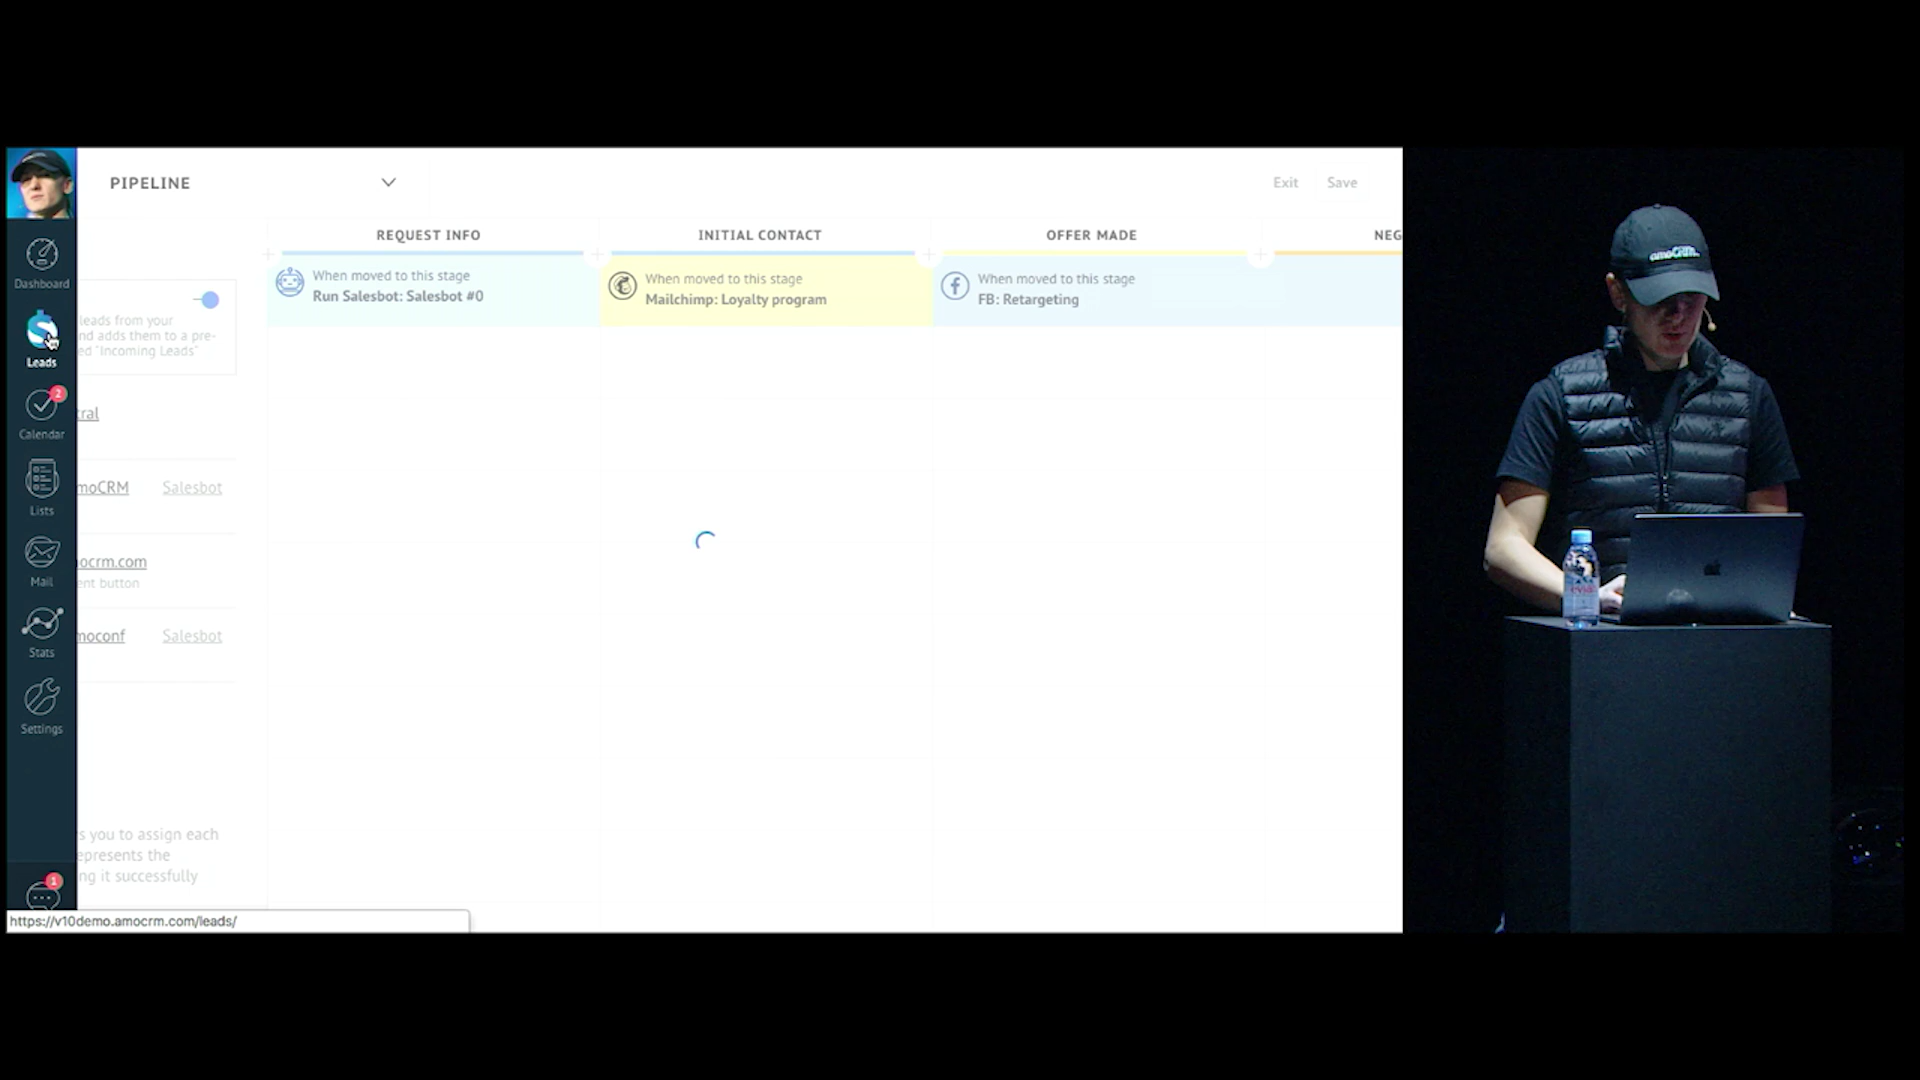 PIPELINE
Exit
Save
REQUEST INFO
INITIAL CONTACT
OFFER MADE
NEG
When moved to this stage
Run Salesbot: Salesbot #0
When moved to this stage
Mailchimp: Loyalty program
When moved to this stage
FB: Retargeting
Dashboard
Leads
2
Calendar
Lists
Mail
Stats
Settings
1
leads from your
nd adds them to a pre-
ed "Incoming Leads"
tral
moCRM
Salesbot
ocrm.com
ent button
moconf
Salesbot
s you to assign each
epresents the
ng it successfully
https://v10demo.amocrm.com/leads/
amoCRM.
evian